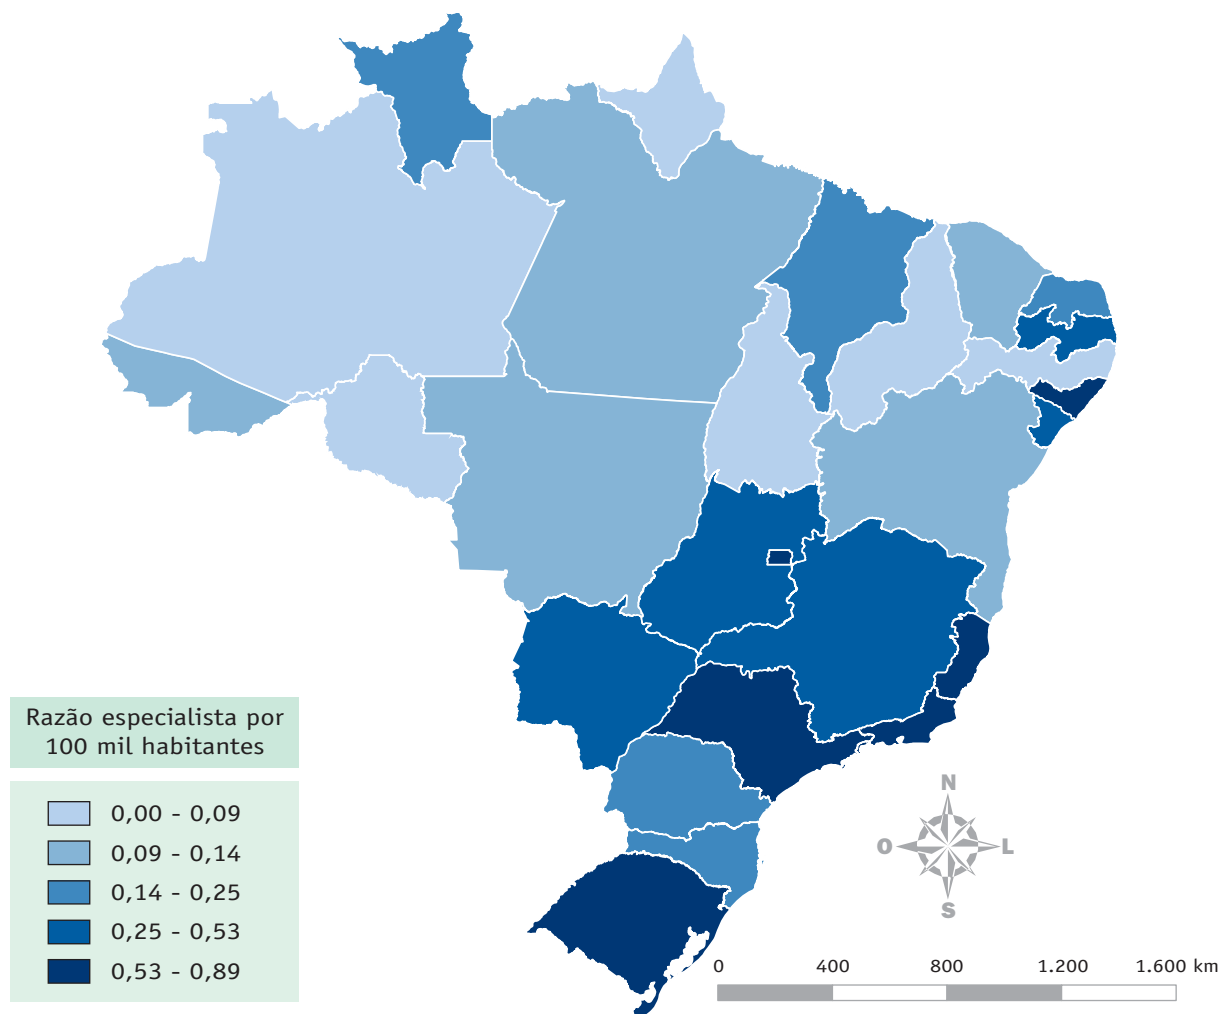 Razão especialista por
100 mil habitantes
0,00 - 0,09
0,09 - 0,14
0,14 - 0,25
0,25 - 0,53
0,53 - 0,89
N
O
L
S
0 400 800 1.200 1.600 km